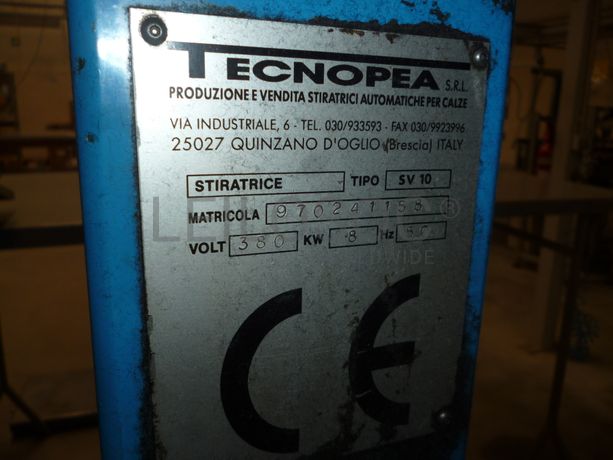 TECNOPEA S.R.L.
PRODUZIONE E VENDITA STIRATRICI AUTOMATICHE PER CALZE
VIA INDUSTRIALE, 6 - TEL. 030/933593 - FAX 030/9923996
25027 QUINZANO D'OGLIO (Brescia) ITALY
STIRATRICE TIPO SV 10
MATRICOLA
VOLT 380 KW 8 Hz
CE